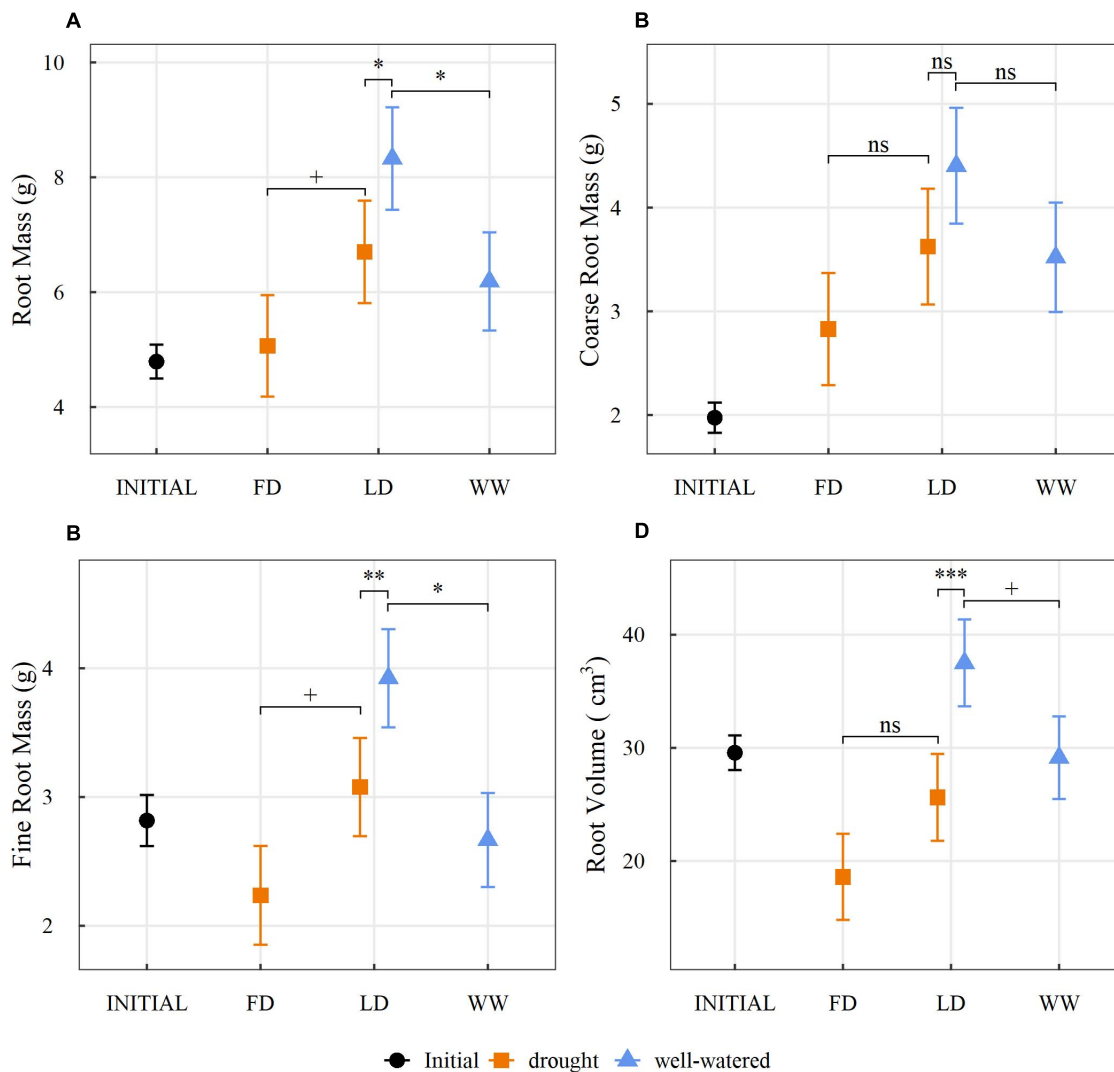 A
Root Mass (g)
10
8
6
4
*
*
+
INITIAL FD LD WW
B
Coarse Root Mass (g)
5
4
3
2
ns
ns
ns
INITIAL FD LD WW
B
Fine Root Mass (g)
4
3
2
**
*
+
INITIAL FD LD WW
D
Root Volume ( cm³)
40
30
20
***
+
ns
INITIAL FD LD WW
Initial drought well-watered